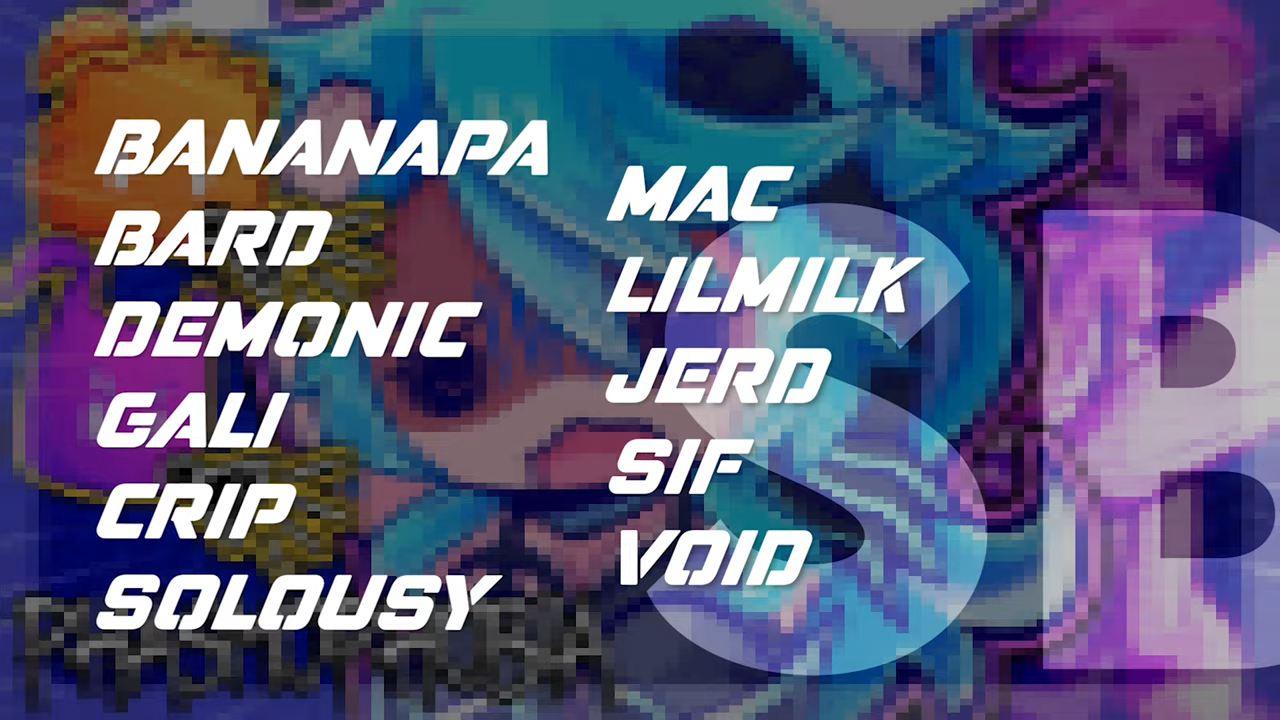 BANANAPA
BARD
DEMONIC
GALI
CRIP
SOLOUSY
MAC
LILMILK
JERD
SIF
VOID
SB